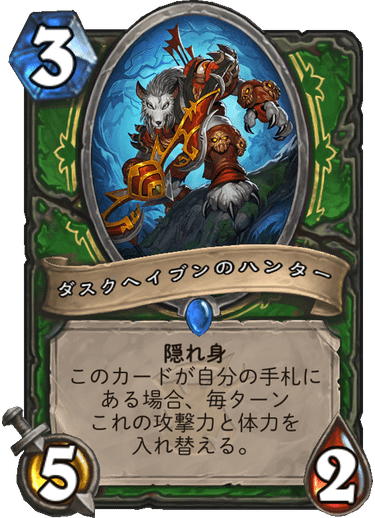 3
ダスクヘイブンのハンター
隠れ身
このカードが自分の手札に
ある場合、毎ターン
これの攻撃力と体力を
入れ替える。
5
2